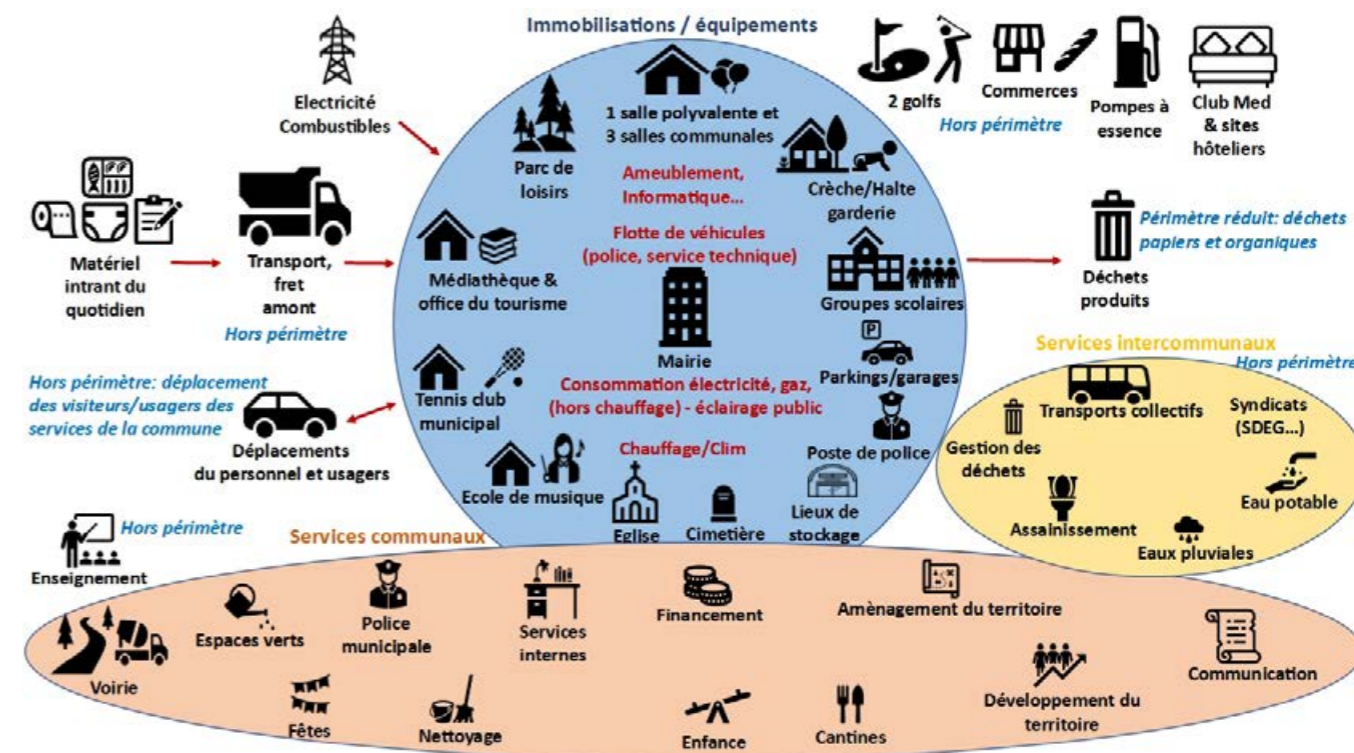 Immobilisations / équipements
Electricité
Combustibles
1 salle polyvalente et
3 salles communales
Parc de
loisirs
Ameublement,
Informatique...
Crèche/Halte
garderie
2 golfs
Commerces
Hors périmètre
Pompes à
essence
Club Med
& sites
hôteliers
Matériel
intrant du
quotidien
Transport,
fret
amont
Hors périmètre
Médiathèque &
office du tourisme
Flotte de véhicules
(police, service technique)
Groupes scolaires
Déchets
produits
Périmètre réduit: déchets
papiers et organiques
Mairie
P
Parkings/garages
Hors périmètre: déplacement
des visiteurs/usagers des
services de la commune
Déplacements
du personnel et usagers
Tennis club
municipal
Consommation électricité, gaz,
(hors chauffage) - éclairage public
Chauffage/Clim
Poste de police
Ecole de musique
Eglise
Cimetière
Lieux de
stockage
Services intercommunaux
Hors périmètre
Transports collectifs
Gestion des
déchets
Syndicats
(SDEG...)
Assainissement
Eau potable
Eaux pluviales
Hors périmètre
Enseignement
Services communaux
Voirie
Espaces verts
Police
municipale
Services
internes
Financement
Amènagement du territoire
Communication
Fêtes
Nettoyage
Enfance
Cantines
Développement du
territoire